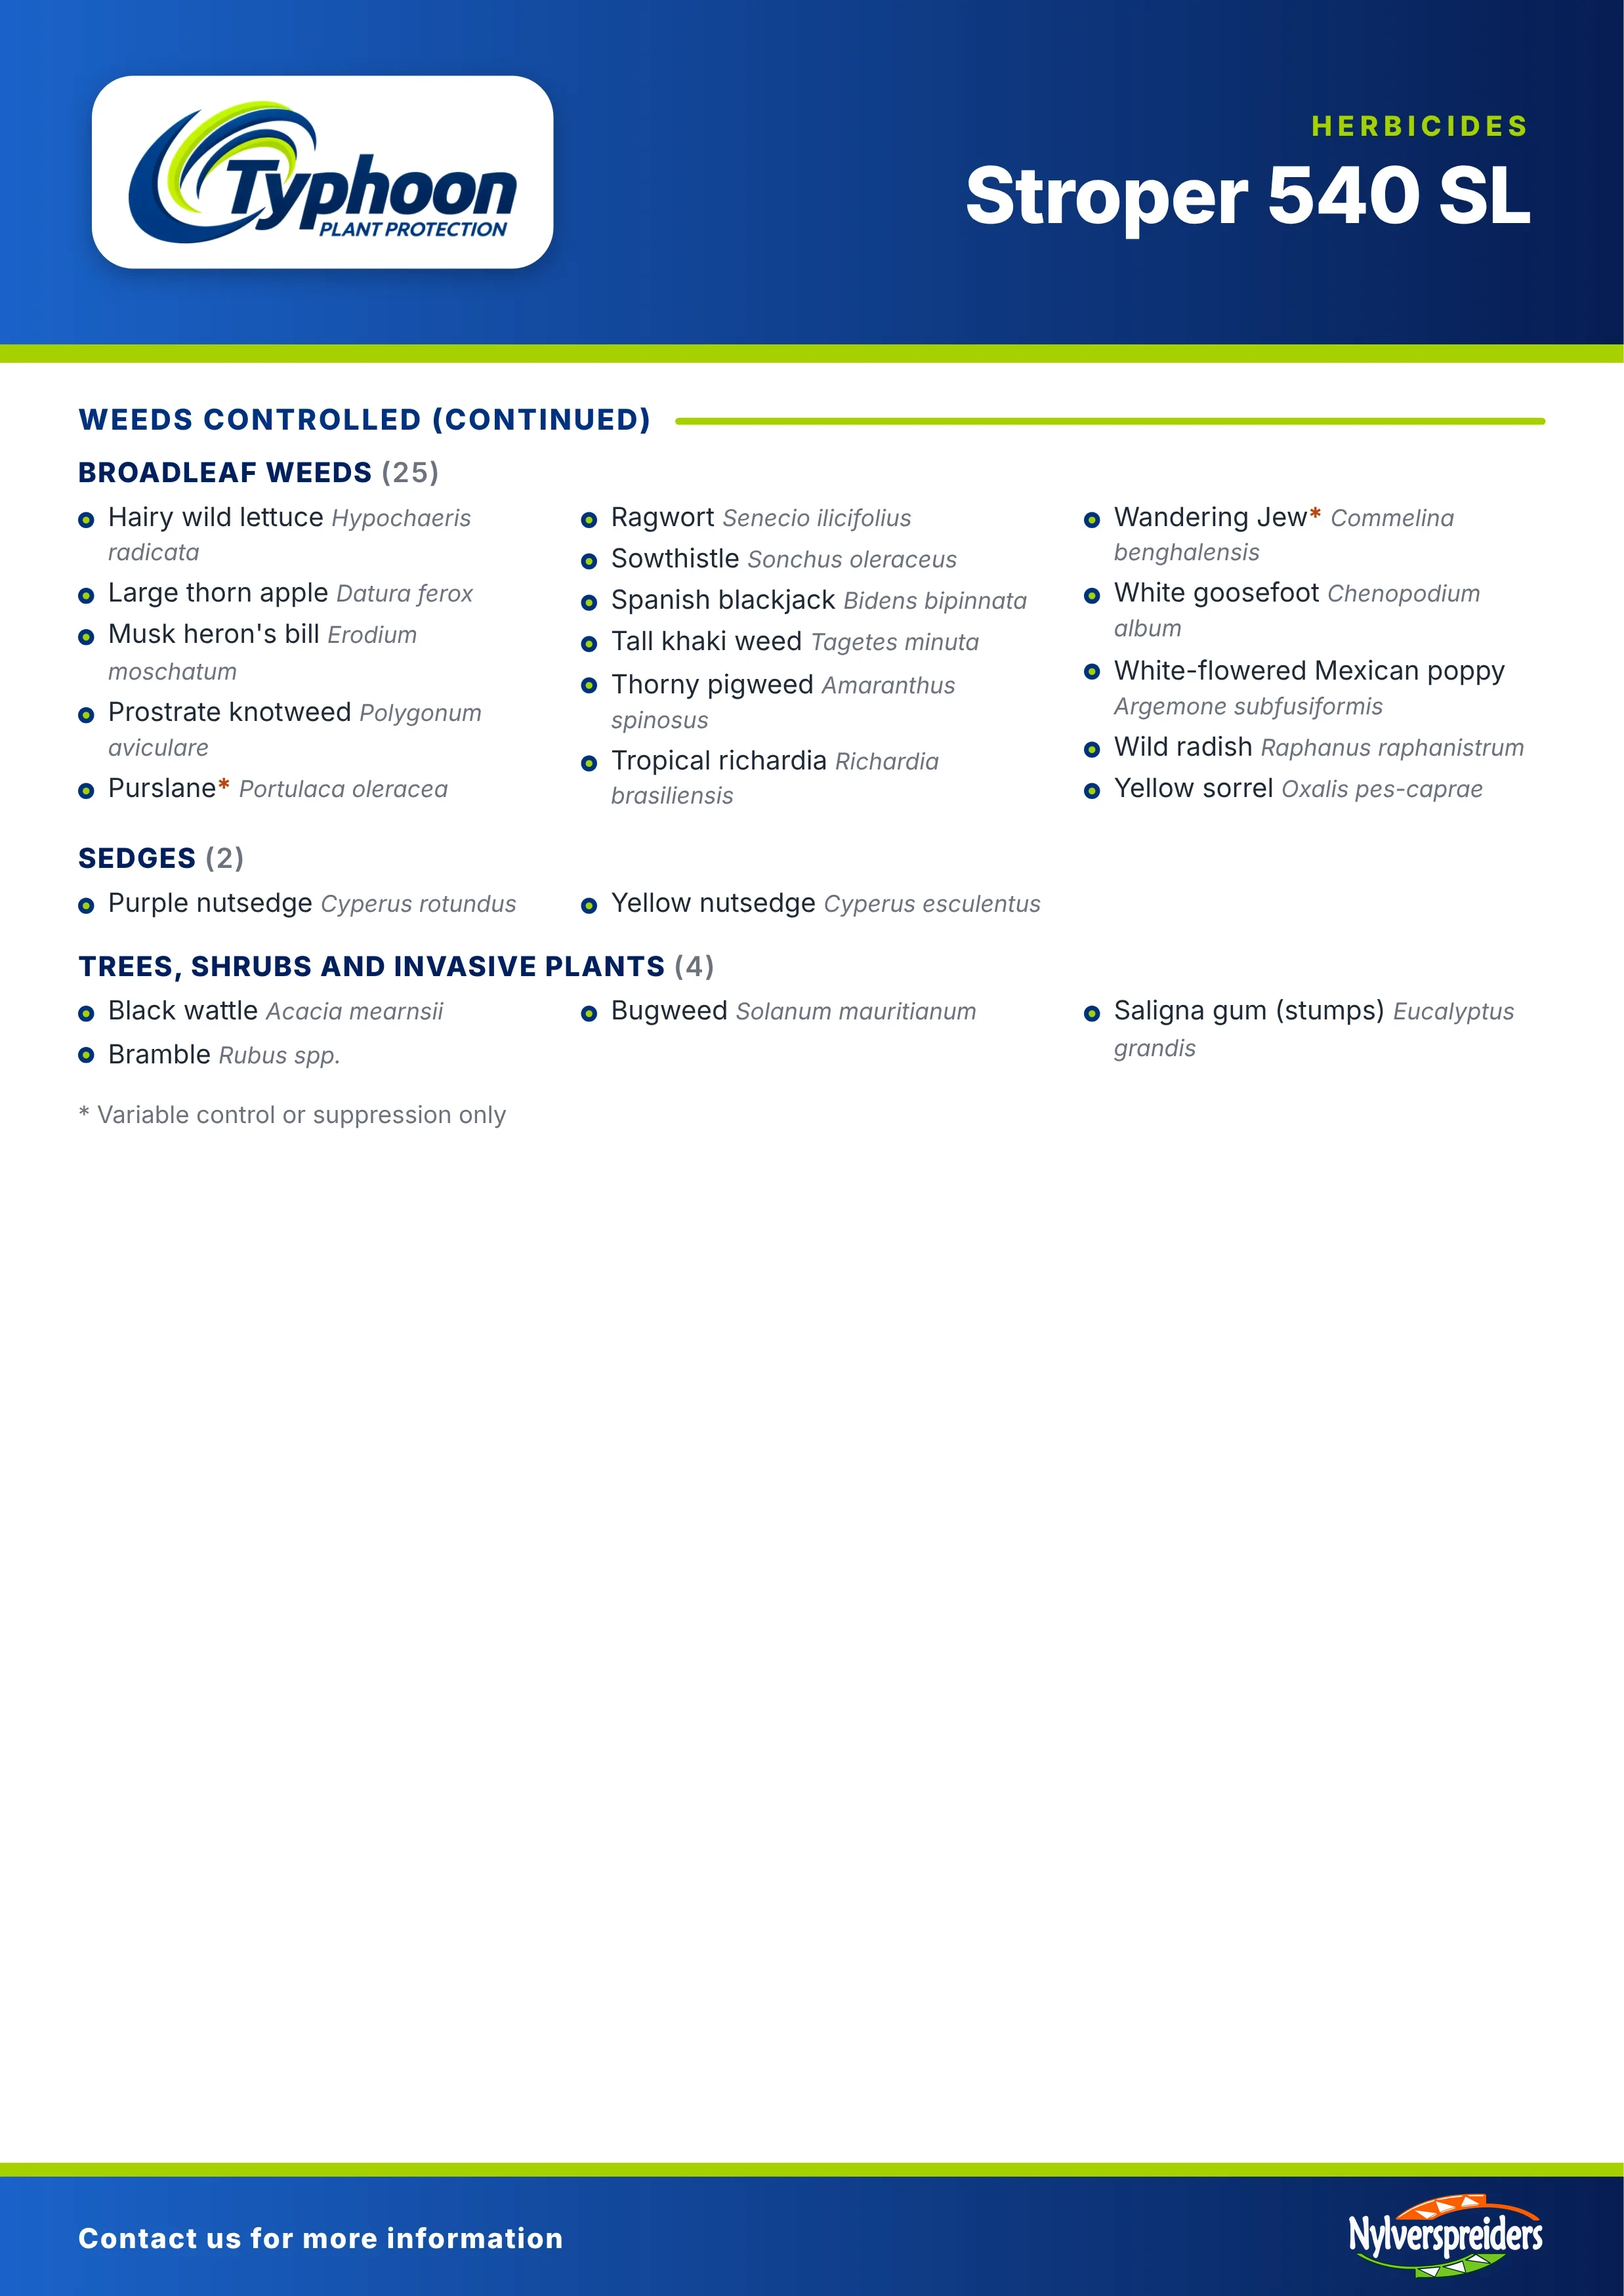 Typhoon
PLANT PROTECTION
HERBICIDES
Stroper 540 SL
WEEDS CONTROLLED (CONTINUED)
BROADLEAF WEEDS (25)
Hairy wild lettuce Hypochaeris
radicata
Large thorn apple Datura ferox
Musk heron's bill Erodium
moschatum
Prostrate knotweed Polygonum
aviculare
Purslane* Portulaca oleracea
Ragwort Senecio ilicifolius
Sowthistle Sonchus oleraceus
Spanish blackjack Bidens bipinnata
Tall khaki weed Tagetes minuta
Thorny pigweed Amaranthus
spinosus
Tropical richardia Richardia
brasiliensis
Wandering Jew* Commelina
benghalensis
White goosefoot Chenopodium
album
White-flowered Mexican poppy
Argemone subfusiformis
Wild radish Raphanus raphanistrum
Yellow sorrel Oxalis pes-caprae
SEDGES (2)
Purple nutsedge Cyperus rotundus
Yellow nutsedge Cyperus esculentus
TREES, SHRUBS AND INVASIVE PLANTS (4)
Black wattle Acacia mearnsii
Bramble Rubus spp.
Bugweed Solanum mauritianum
Saligna gum (stumps) Eucalyptus
grandis
* Variable control or suppression only
Contact us for more information
Nylverspreiders